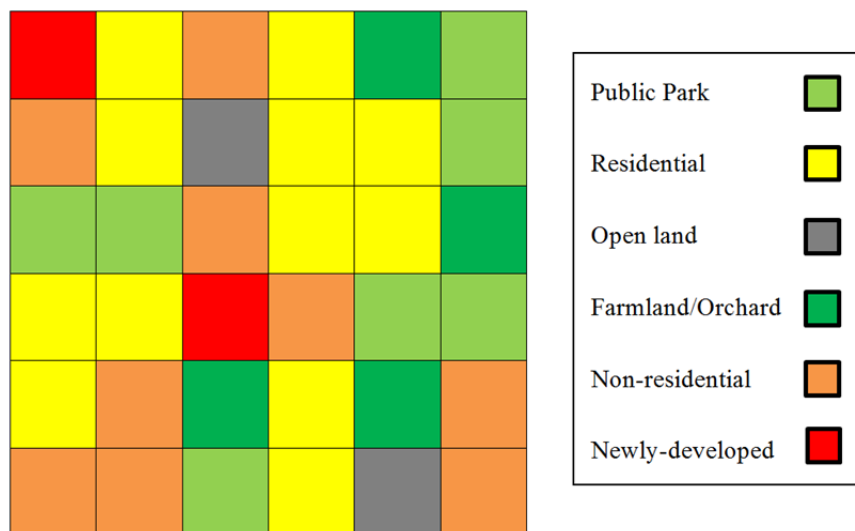 Public Park
Residential
Open land
Farmland/Orchard
Non-residential
Newly-developed